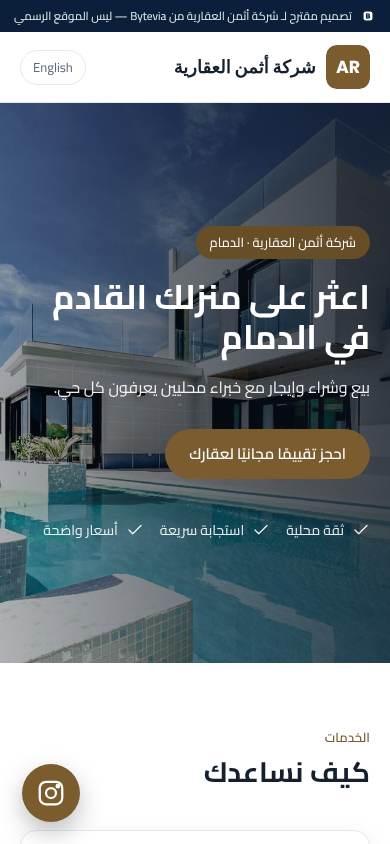 تصميم مقترح لـ شركة أثمن العقارية من Bytevia — ليس الموقع الرسمي
AR
شركة أثمن العقارية
English
شركة أثمن العقارية · الدمام
اعثر على منزلك القادم
في الدمام
بيع وشراء وإيجار مع خبراء محليين يعرفون كل حي.
احجز تقييمًا مجانيًا لعقارك
ثقة محلية
استجابة سريعة
أسعار واضحة
الخدمات
كيف نساعدك